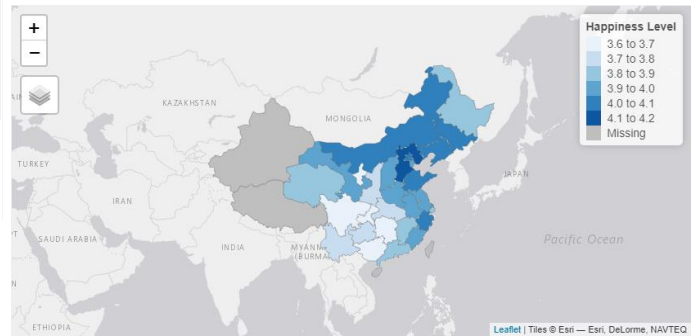 +
−
Happiness Level
3.6 to 3.7
3.7 to 3.8
3.8 to 3.9
3.9 to 4.0
4.0 to 4.1
4.1 to 4.2
Missing
KAZAKHSTAN
MONGOLIA
TURKEY
JAPAN
IRAN
SAUDI ARABIA
INDIA
MYANM
(BURMA
Pacific Ocean
ETHIOPIA
Leaflet | Tiles © Esri — Esri, DeLorme, NAVTEQ